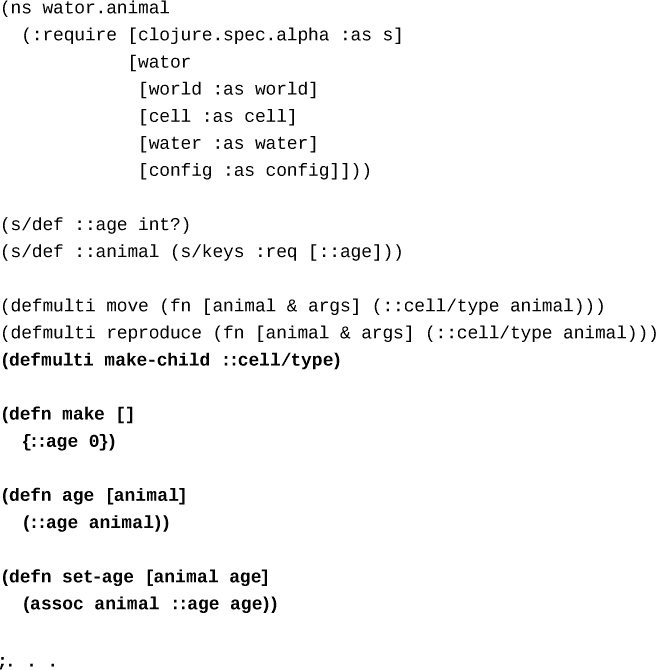 (ns wator.animal
  (:require [clojure.spec.alpha :as s]
            [wator
             [world :as world]
             [cell :as cell]
             [water :as water]
             [config :as config]]))

(s/def ::age int?)
(s/def ::animal (s/keys :req [::age]))

(defmulti move (fn [animal & args] (::cell/type animal)))
(defmulti reproduce (fn [animal & args] (::cell/type animal)))
(defmulti make-child ::cell/type)

(defn make []
  {::age 0})

(defn age [animal]
  (::age animal))

(defn set-age [animal age]
  (assoc animal ::age age))

;. . .